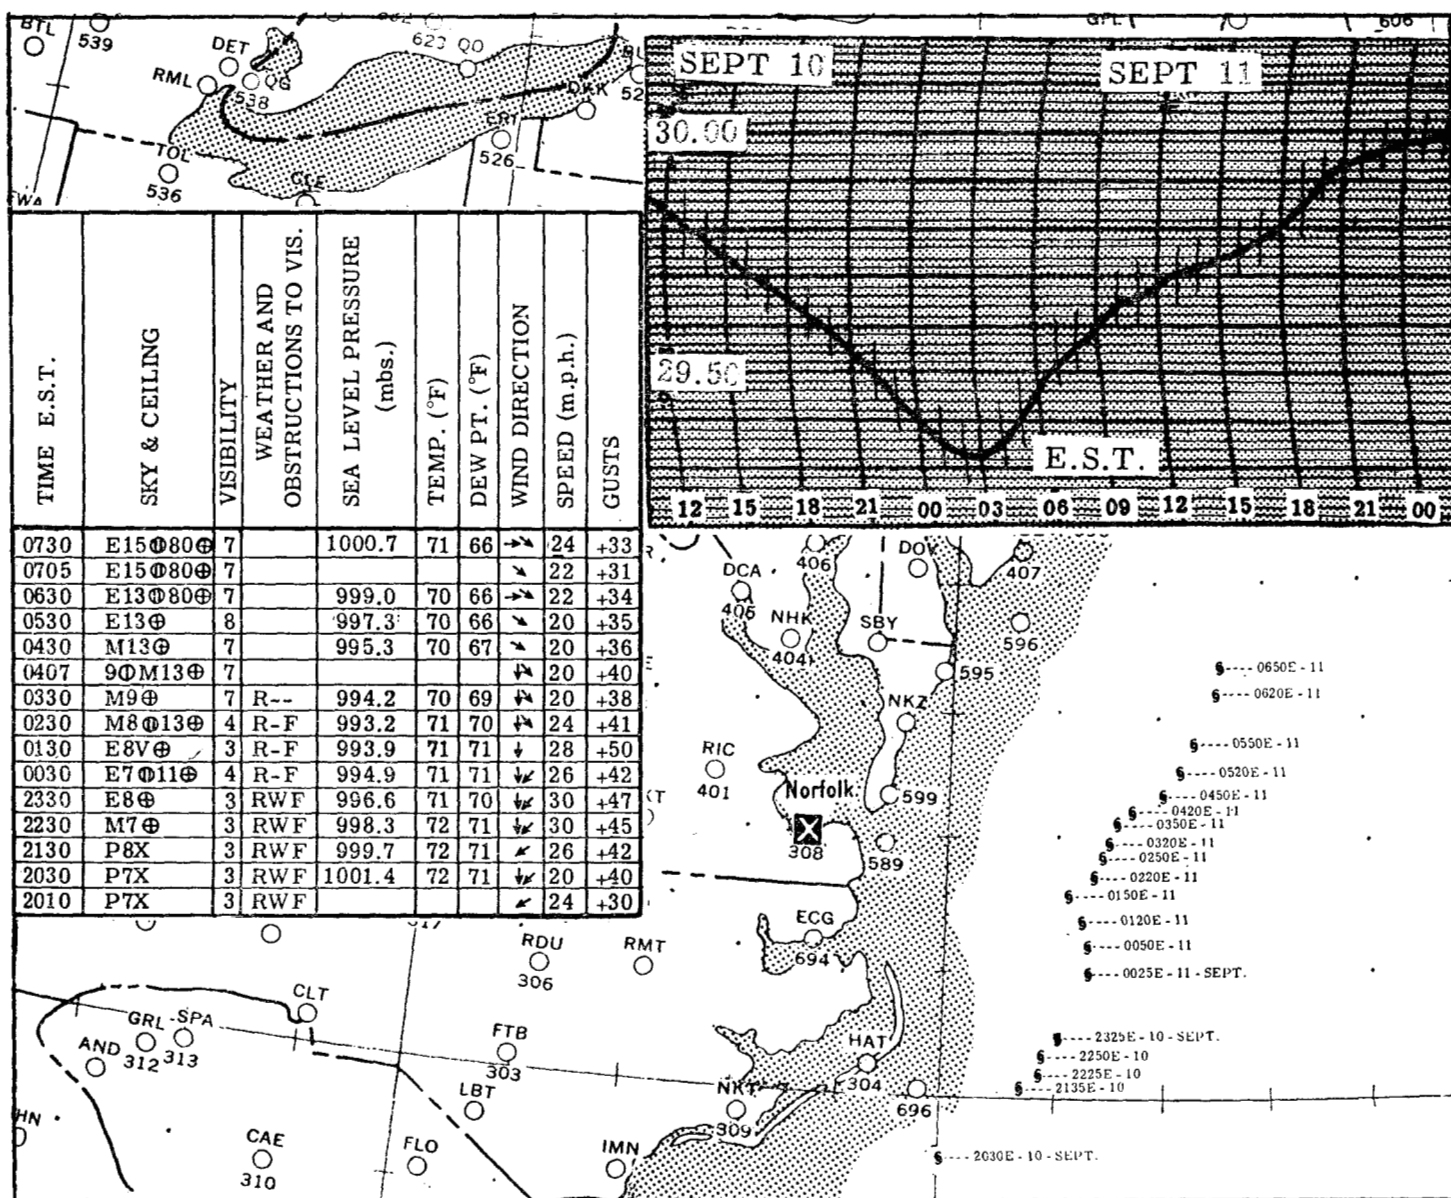 BTL
539
DET
RML
QG
538
623 QO
DKK
ERI
526
TOL
536
CLE
606
SEPT 10
SEPT 11
30.00
29.50
E.S.T.
12 15 18 21 00 03 06 09 12 15 18 21 00
TIME E.S.T.
SKY & CEILING
VISIBILITY
WEATHER AND
OBSTRUCTIONS TO VIS.
SEA LEVEL PRESSURE
(mbs.)
TEMP. (°F)
DEW PT. (°F)
WIND DIRECTION
SPEED (m.p.h.)
GUSTS
0730 E15⦶80⊕ 7 1000.7 71 66 →↘ 24 +33
0705 E15⦶80⊕ 7 ↘ 22 +31
0630 E13⦶80⊕ 7 999.0 70 66 →↘ 22 +34
0530 E13⊕ 8 997.3 70 66 ↘ 20 +35
0430 M13⊕ 7 995.3 70 67 ↘ 20 +36
0407 9⦶M13⊕ 7 ↓↘ 20 +40
0330 M9⊕ 7 R-- 994.2 70 69 ↓↘ 20 +38
0230 M8⦶13⊕ 4 R-F 993.2 71 70 ↓↘ 24 +41
0130 E8V⊕ 3 R-F 993.9 71 71 ↓ 28 +50
0030 E7⦶11⊕ 4 R-F 994.9 71 71 ↓↙ 26 +42
2330 E8⊕ 3 RWF 996.6 71 70 ↓↙ 30 +47
2230 M7⊕ 3 RWF 998.3 72 71 ↓↙ 30 +45
2130 P8X 3 RWF 999.7 72 71 ↙ 26 +42
2030 P7X 3 RWF 1001.4 72 71 ↓↙ 20 +40
2010 P7X 3 RWF ↙ 24 +30
406
DOV
407
DCA
405
NHK
404
SBY
596
595
NKZ
RIC
401
Norfolk
308
599
589
ECG
694
RDU
306
RMT
CLT
GRL
312
SPA
313
AND
FTB
303
HAT
304
LBT
NKT
309
696
HN
CAE
310
FLO
IMN
0650E-11
0620E-11
0550E-11
0520E-11
0450E-11
0420E-11
0350E-11
0320E-11
0250E-11
0220E-11
0150E-11
0120E-11
0050E-11
0025E-11-SEPT.
2325E-10-SEPT.
2250E-10
2225E-10
2135E-10
2030E-10-SEPT.